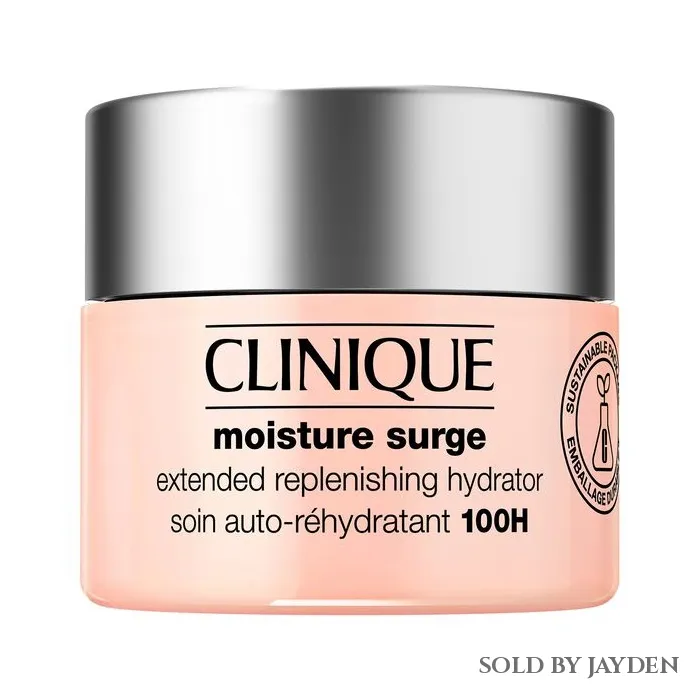 CLINIQUE
moisture surge
extended replenishing hydrator
soin auto-réhydratant 100H
SUSTAINABLE
EMBALLAGE
SOLD BY JAYDEN